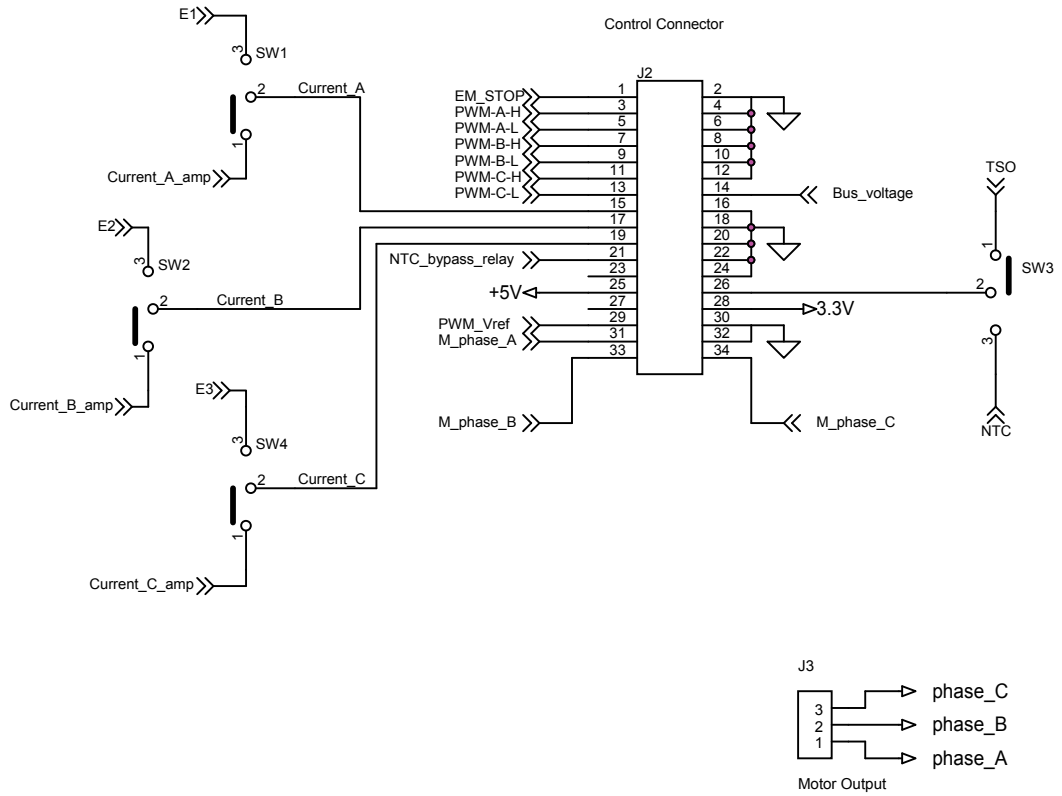 E1
3
SW1
2 Current_A
1
Current_A_amp
E2
3
SW2
2 Current_B
1
Current_B_amp
E3
3
SW4
2 Current_C
1
Current_C_amp
Control Connector
J2
EM_STOP 1 2
PWM-A-H 3 4
PWM-A-L 5 6
PWM-B-H 7 8
PWM-B-L 9 10
PWM-C-H 11 12
PWM-C-L 13 14 Bus_voltage
15 16
17 18
19 20
NTC_bypass_relay 21 22
23 24
+5V 25 26
27 28 3.3V
PWM_Vref 29 30
M_phase_A 31 32
33 34
M_phase_B M_phase_C
TSO
1
SW3
2
3
NTC
J3
3 phase_C
2 phase_B
1 phase_A
Motor Output